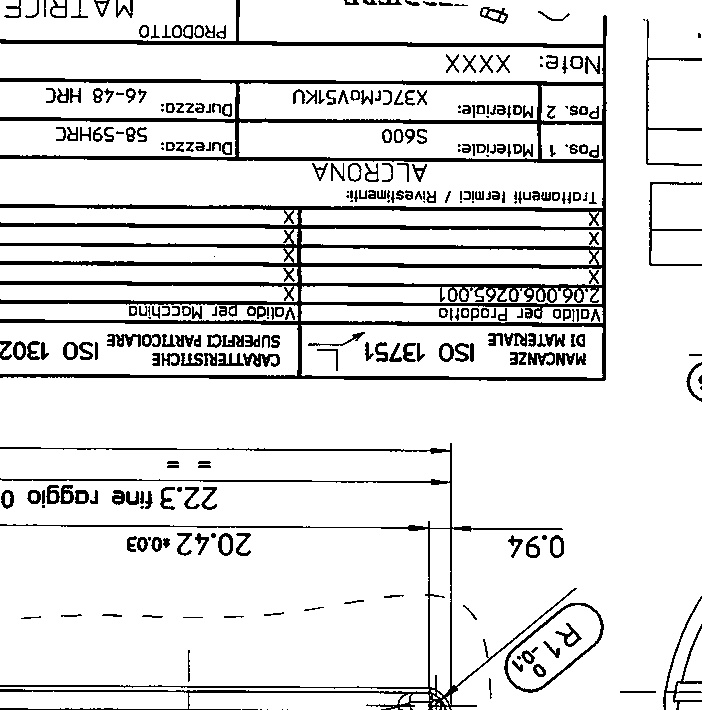 R1 0 -0.1
0.94
20.42 ±0.03
22.3 fine raggio 0
= =
MANCANZE DI MATERIALE ISO 13751
CARATTERISTICHE SUPERFICI PARTICOLARE ISO 1302
Valido per Prodotto
Valido per Macchina
2.06.006.0265.001
X
X X
X X
X X
X X
Trattamenti termici / Rivestimenti:
ALCRONA
Pos. 1 Materiale: S600 Durezza: 58-59HRC
Pos. 2 Materiale: X37CrMoV51KU Durezza: 46-48 HRC
Note: XXXX
PRODOTTO
MATRICE